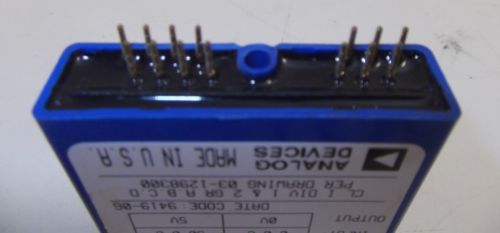 OUTPUT: 0V 5V
DATE CODE: 9419-06
CL I DIV 1 & 2 GR A B C D
PER DRAWING 03-1298300
ANALOG
DEVICES MADE IN U.S.A.